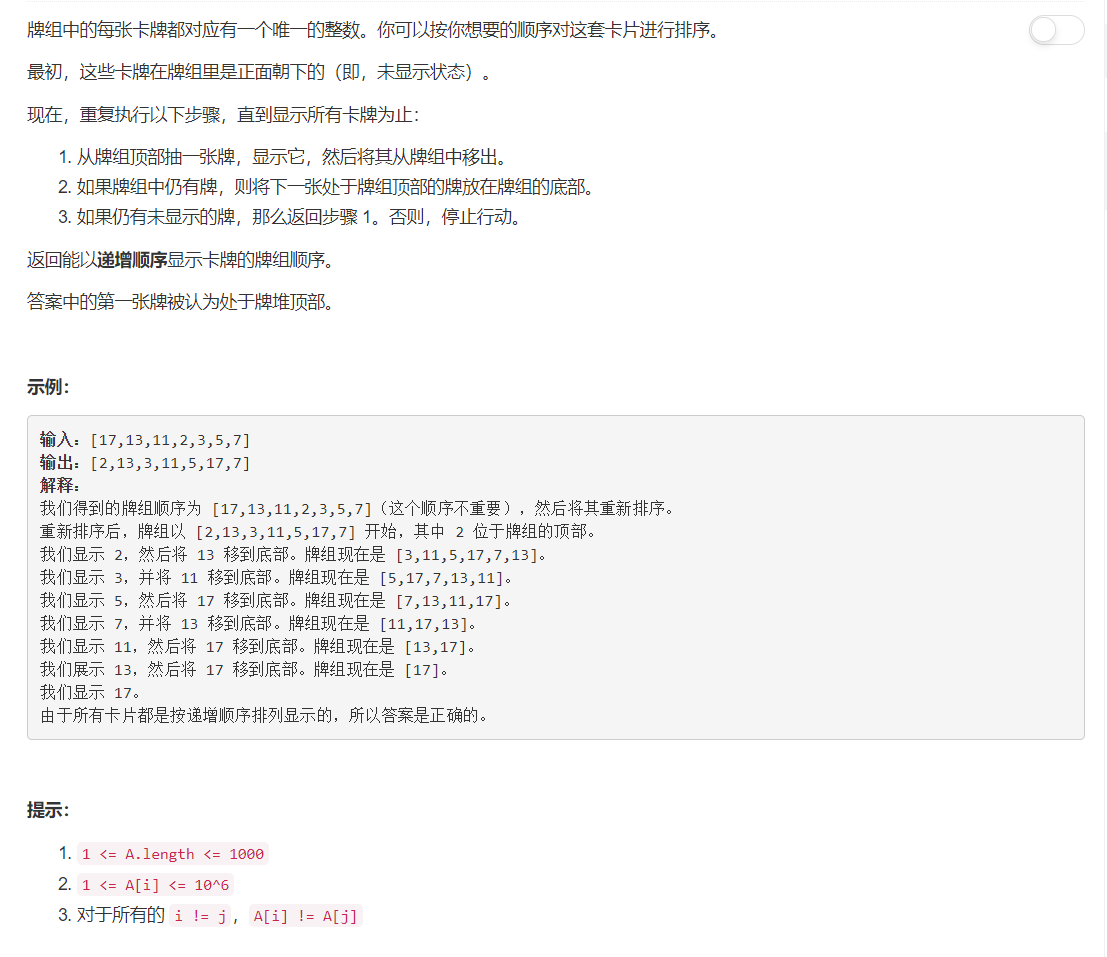 牌组中的每张卡牌都对应有一个唯一的整数。你可以按你想要的顺序对这套卡片进行排序。
最初，这些卡牌在牌组里是正面朝下的（即，未显示状态）。
现在，重复执行以下步骤，直到显示所有卡牌为止：
1. 从牌组顶部抽一张牌，显示它，然后将其从牌组中移出。
2. 如果牌组中仍有牌，则将下一张处于牌组顶部的牌放在牌组的底部。
3. 如果仍有未显示的牌，那么返回步骤 1。否则，停止行动。
返回能以递增顺序显示卡牌的牌组顺序。
答案中的第一张牌被认为处于牌堆顶部。
示例：
输入：[17,13,11,2,3,5,7]
输出：[2,13,3,11,5,17,7]
解释：
我们得到的牌组顺序为 [17,13,11,2,3,5,7]（这个顺序不重要），然后将其重新排序。
重新排序后，牌组以 [2,13,3,11,5,17,7] 开始，其中 2 位于牌组的顶部。
我们显示 2，然后将 13 移到底部。牌组现在是 [3,11,5,17,7,13]。
我们显示 3，并将 11 移到底部。牌组现在是 [5,17,7,13,11]。
我们显示 5，然后将 17 移到底部。牌组现在是 [7,13,11,17]。
我们显示 7，并将 13 移到底部。牌组现在是 [11,17,13]。
我们显示 11，然后将 17 移到底部。牌组现在是 [13,17]。
我们展示 13，然后将 17 移到底部。牌组现在是 [17]。
我们显示 17。
由于所有卡片都是按递增顺序排列显示的，所以答案是正确的。
提示：
1. 1 <= A.length <= 1000
2. 1 <= A[i] <= 10^6
3. 对于所有的 i != j，A[i] != A[j]